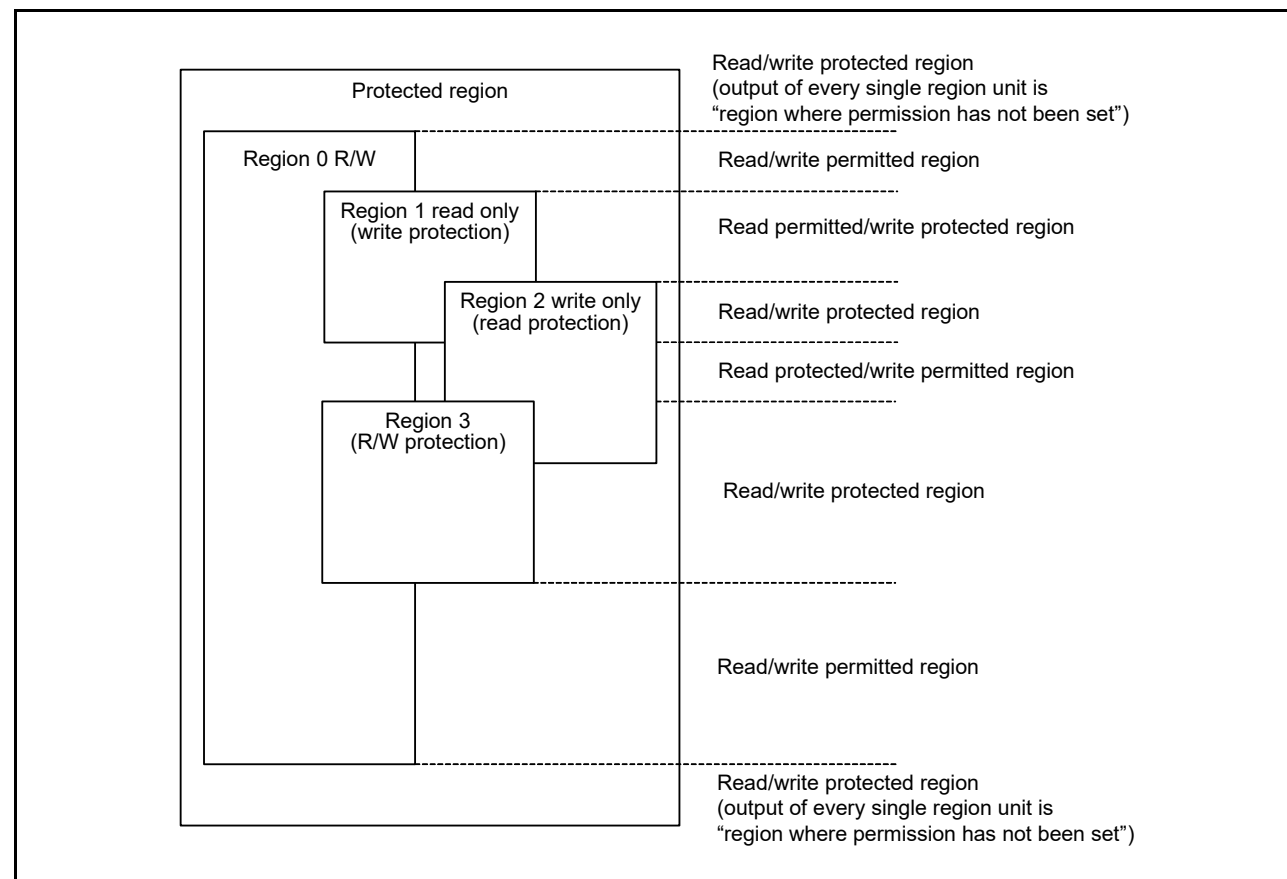 Read/write protected region
(output of every single region unit is
“region where permission has not been set”)
Protected region
Region 0 R/W
Read/write permitted region
Region 1 read only
(write protection)
Read permitted/write protected region
Region 2 write only
(read protection)
Read/write protected region
Read protected/write permitted region
Region 3
(R/W protection)
Read/write protected region
Read/write permitted region
Read/write protected region
(output of every single region unit is
“region where permission has not been set”)